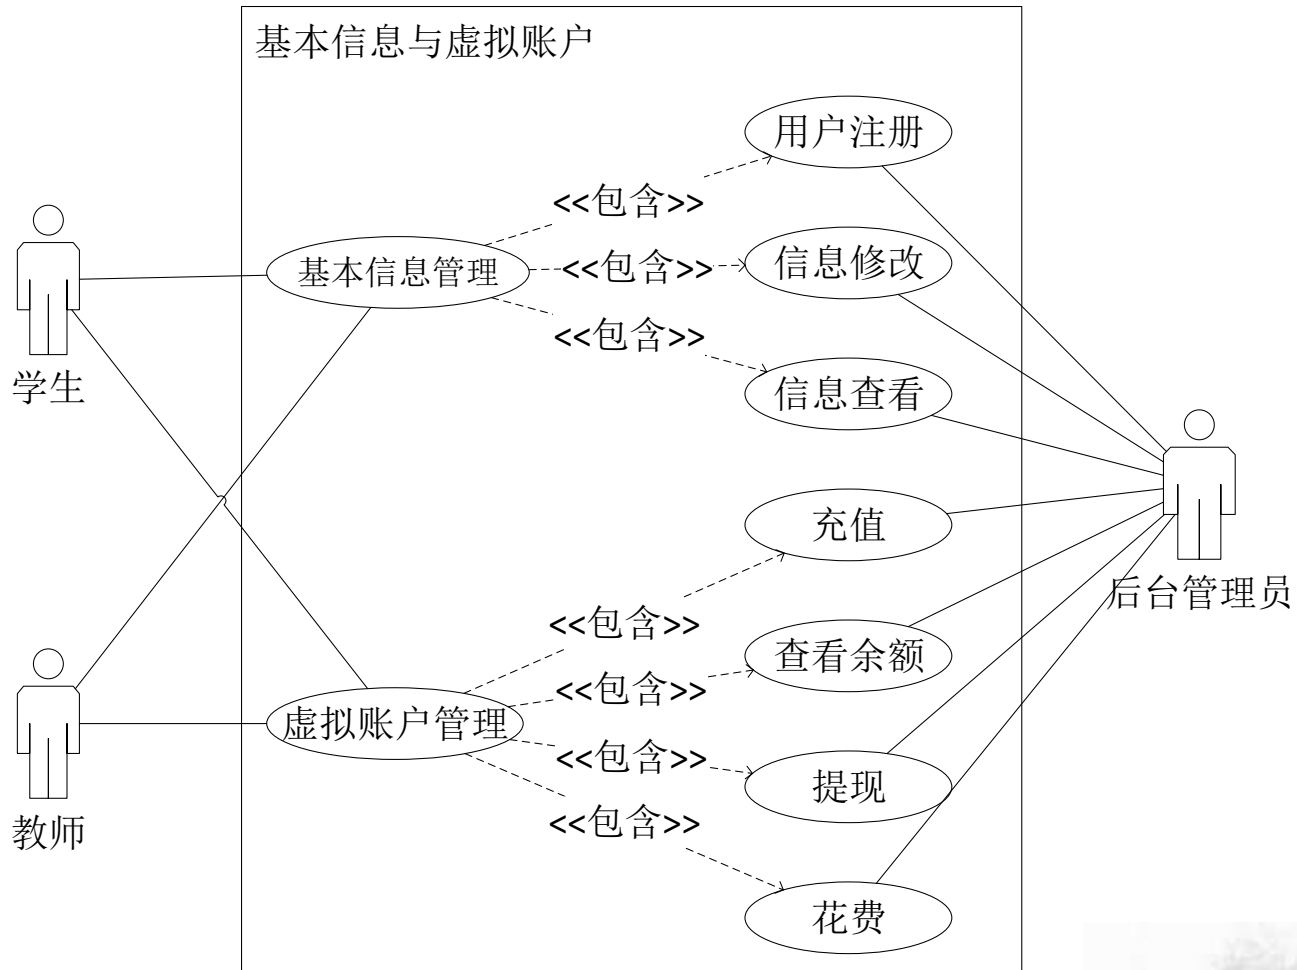 基本信息与虚拟账户
用户注册
<<包含>>
基本信息管理
<<包含>>
信息修改
<<包含>>
学生
信息查看
充值
后台管理员
<<包含>>
查看余额
<<包含>>
虚拟账户管理
<<包含>>
提现
教师
<<包含>>
花费